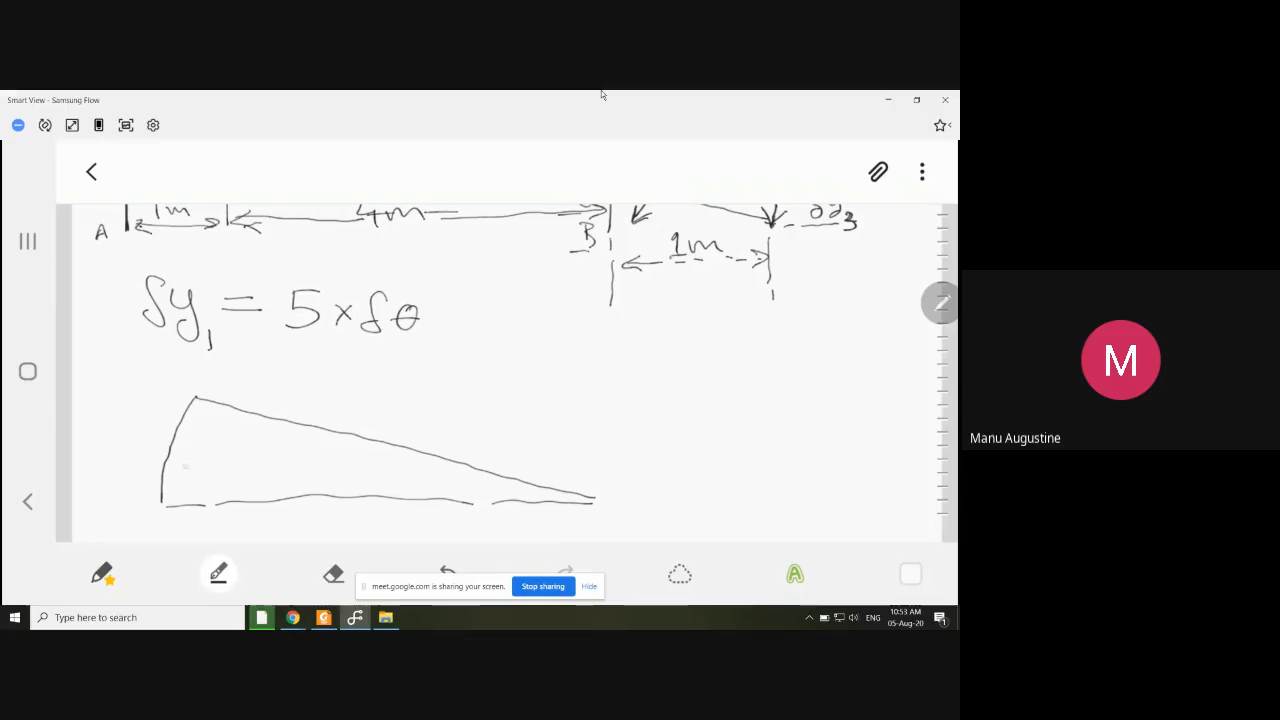 Smart View - Samsung Flow
1m
4m
A
B
δy3
1m
δy1 = 5 × δθ
M
Manu Augustine
A
meet.google.com is sharing your screen.
Stop sharing
Hide
Type here to search
ENG
10:53 AM
05-Aug-20
1